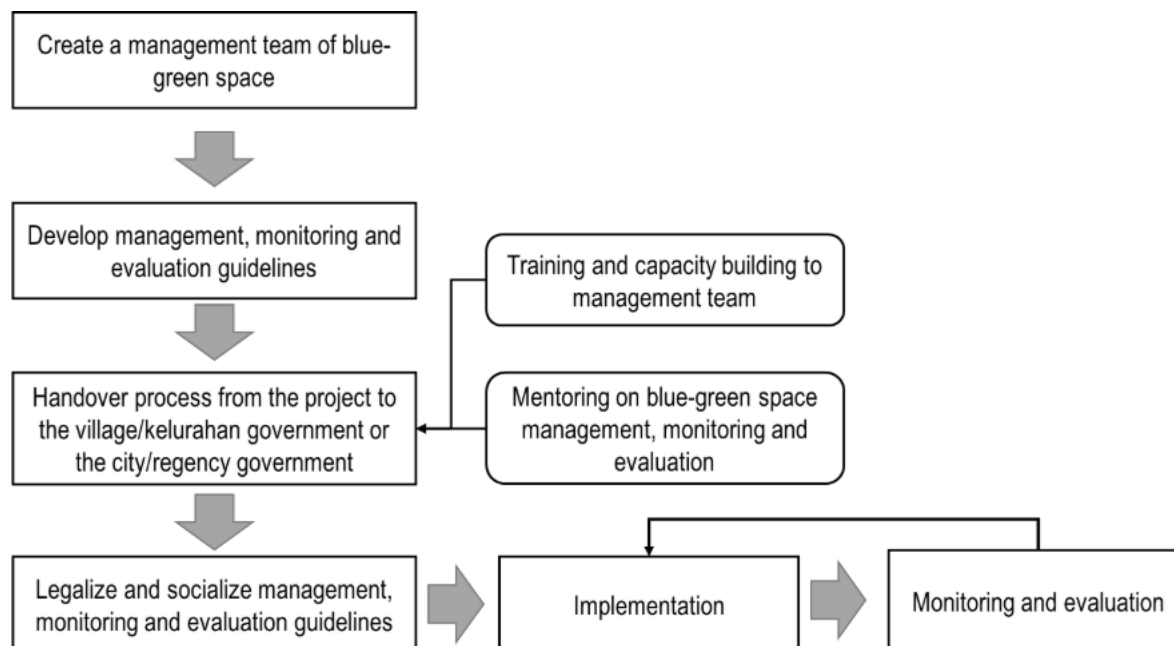 Create a management team of blue-
green space
Develop management, monitoring and
evaluation guidelines
Training and capacity building to
management team
Handover process from the project to
the village/kelurahan government or
the city/regency government
Mentoring on blue-green space
management, monitoring and
evaluation
Legalize and socialize management,
monitoring and evaluation guidelines
Implementation
Monitoring and evaluation